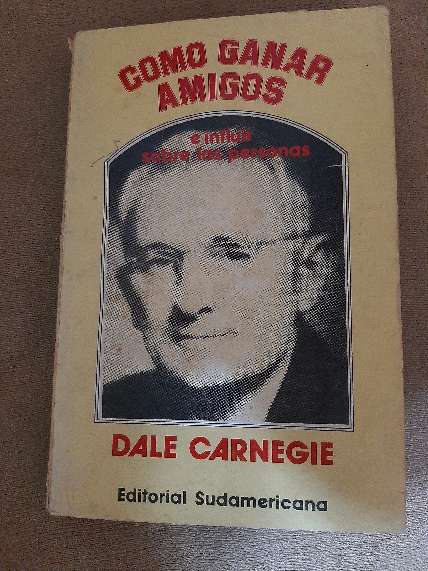 COMO GANAR
AMIGOS
e influir
sobre las personas
DALE CARNEGIE
Editorial Sudamericana